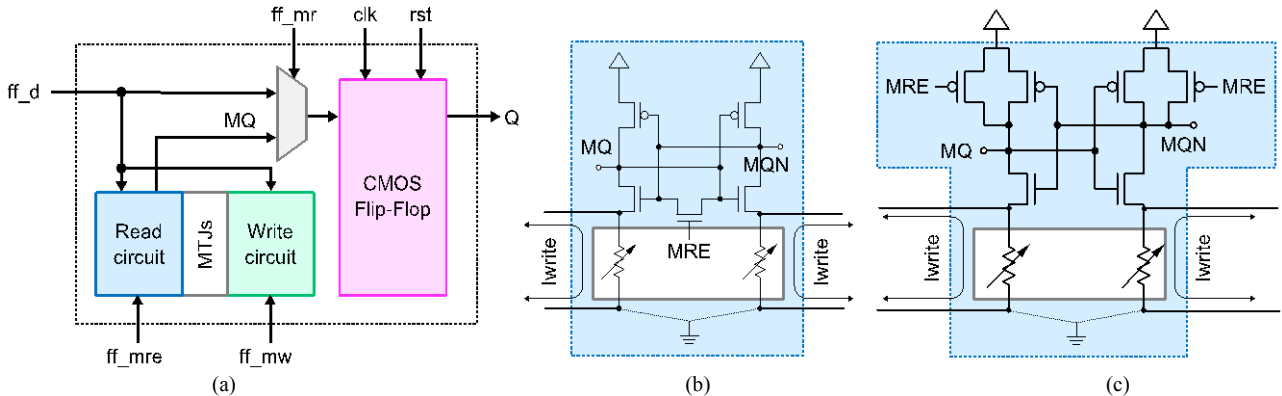 ff_mr clk rst
ff_d
MQ
Q
CMOS
Flip-Flop
Read
circuit
MTJs
Write
circuit
ff_mre ff_mw
(a)
MQ
MQN
MRE
Iwrite
Iwrite
(b)
MRE
MRE
MQ
MQN
Iwrite
Iwrite
(c)